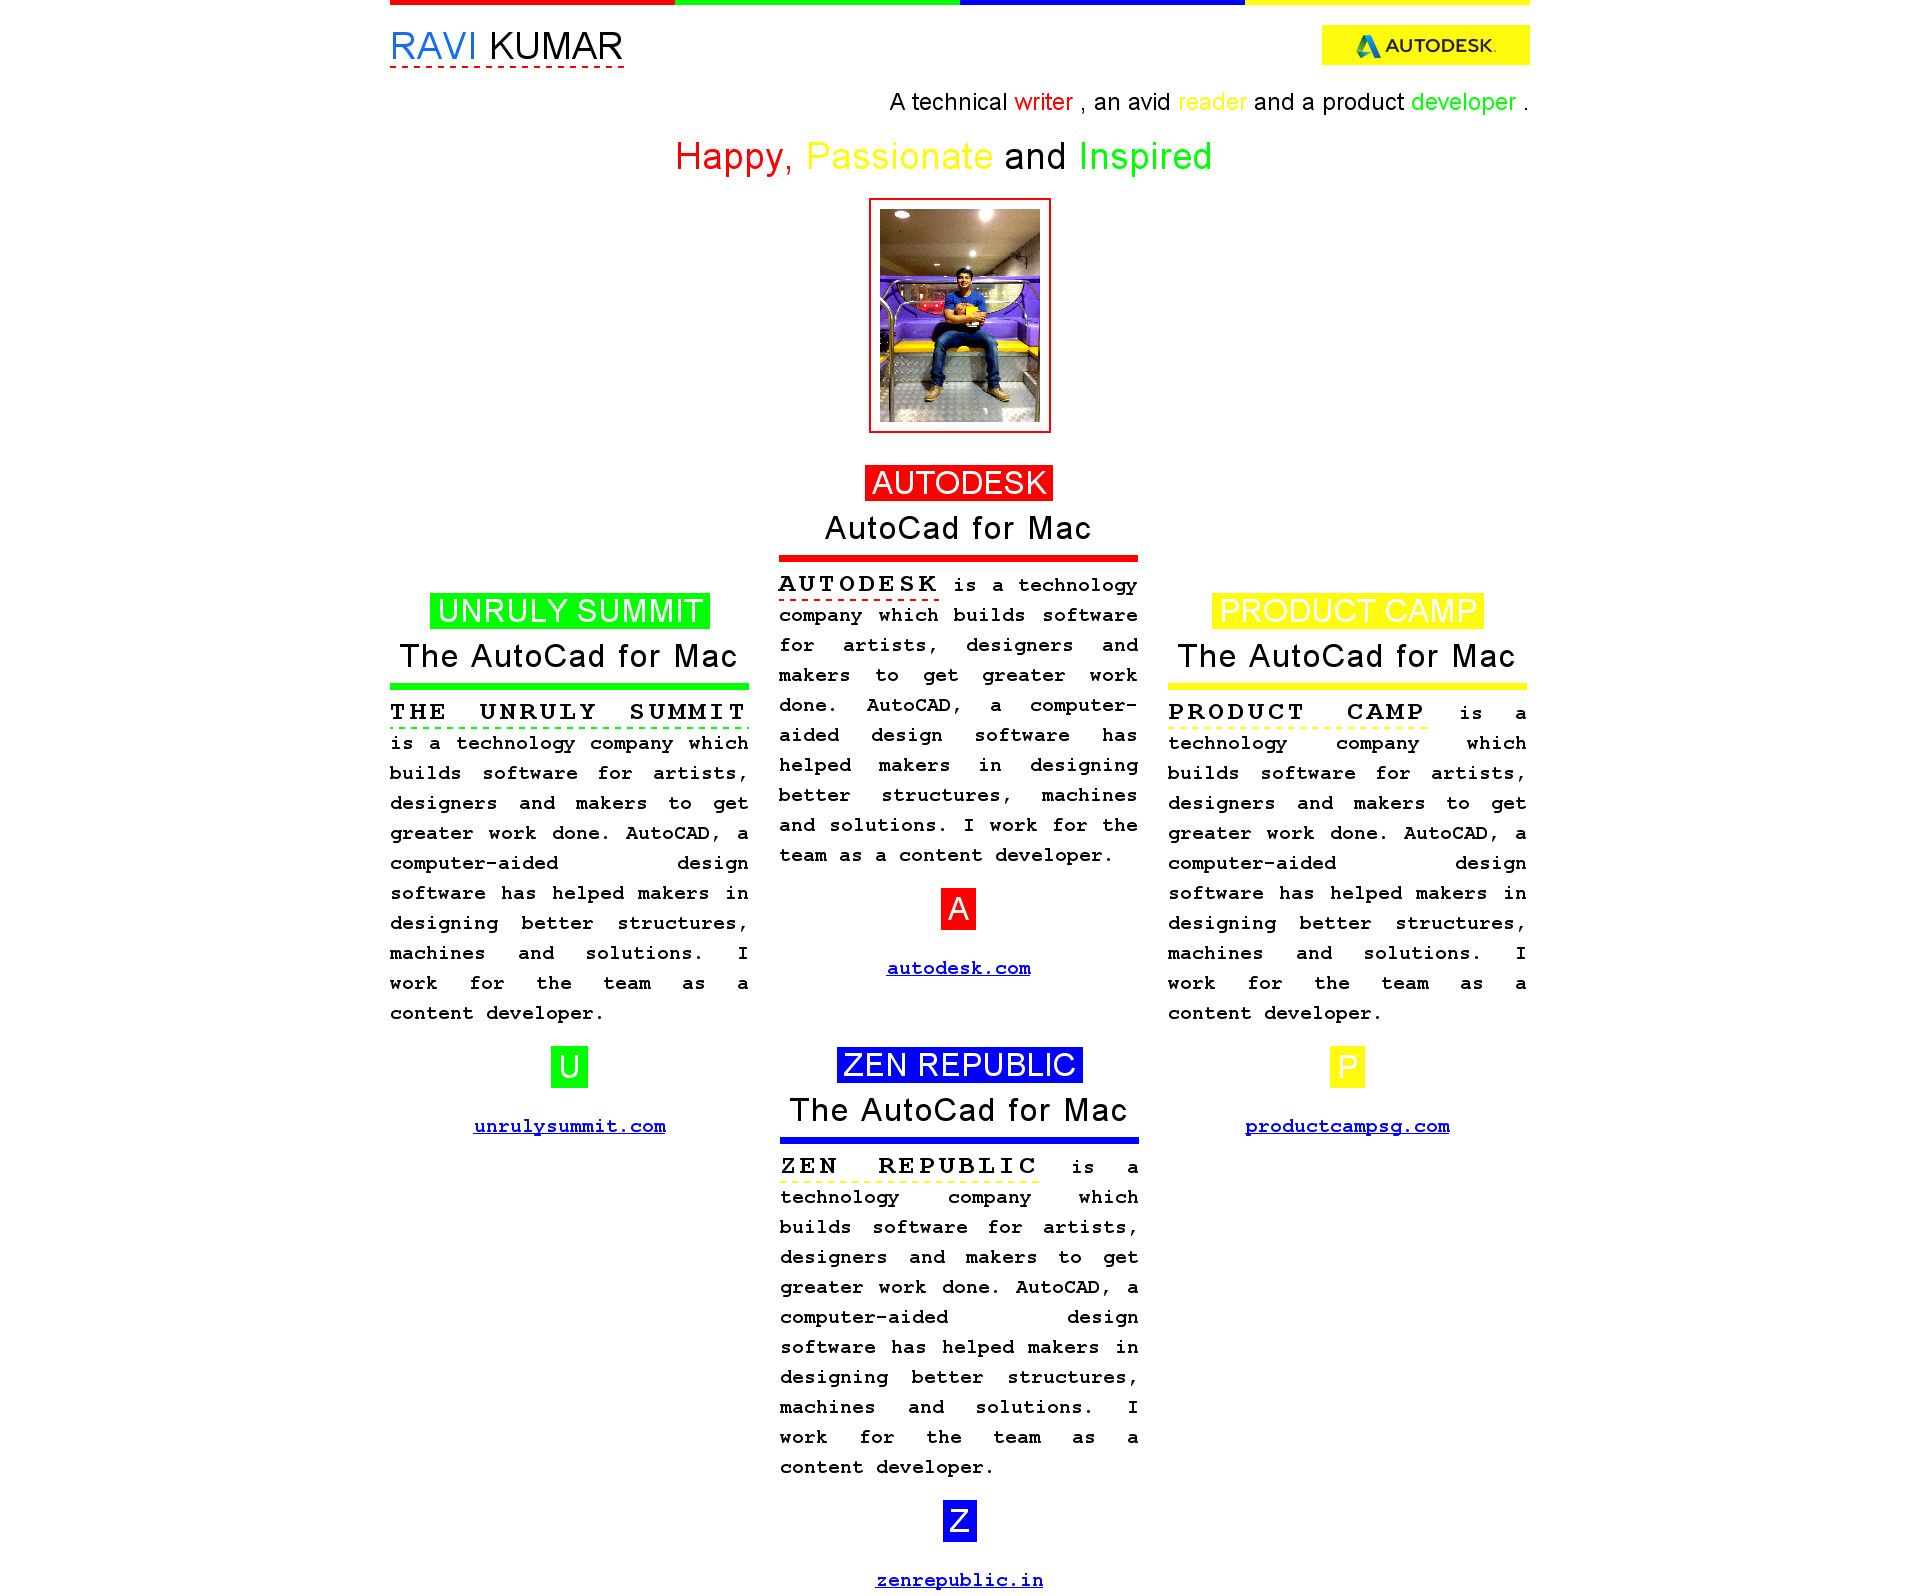 RAVI KUMAR
AUTODESK.
A technical writer , an avid reader and a product developer .
Happy, Passionate and Inspired
AUTODESK
AutoCad for Mac
AUTODESK is a technology
company which builds software
for artists, designers and
makers to get greater work
done. AutoCAD, a computer-
aided design software has
helped makers in designing
better structures, machines
and solutions. I work for the
team as a content developer.
A
autodesk.com
UNRULY SUMMIT
The AutoCad for Mac
THE UNRULY SUMMIT
is a technology company which
builds software for artists,
designers and makers to get
greater work done. AutoCAD, a
computer-aided design
software has helped makers in
designing better structures,
machines and solutions. I
work for the team as a
content developer.
U
unrulysummit.com
PRODUCT CAMP
The AutoCad for Mac
PRODUCT CAMP is a
technology company which
builds software for artists,
designers and makers to get
greater work done. AutoCAD, a
computer-aided design
software has helped makers in
designing better structures,
machines and solutions. I
work for the team as a
content developer.
P
productcampsg.com
ZEN REPUBLIC
The AutoCad for Mac
ZEN REPUBLIC is a
technology company which
builds software for artists,
designers and makers to get
greater work done. AutoCAD, a
computer-aided design
software has helped makers in
designing better structures,
machines and solutions. I
work for the team as a
content developer.
Z
zenrepublic.in